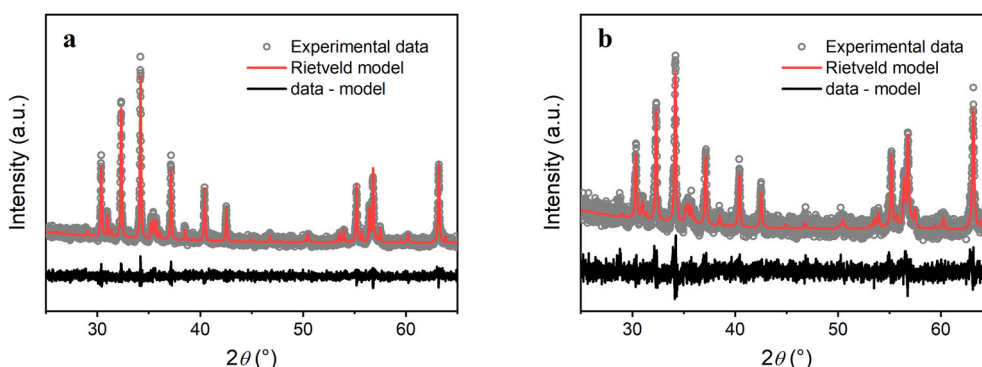 a
Experimental data
Rietveld model
data - model
Intensity (a.u.)
30
40
50
60
2θ (°)
b
Experimental data
Rietveld model
data - model
Intensity (a.u.)
30
40
50
60
2θ (°)